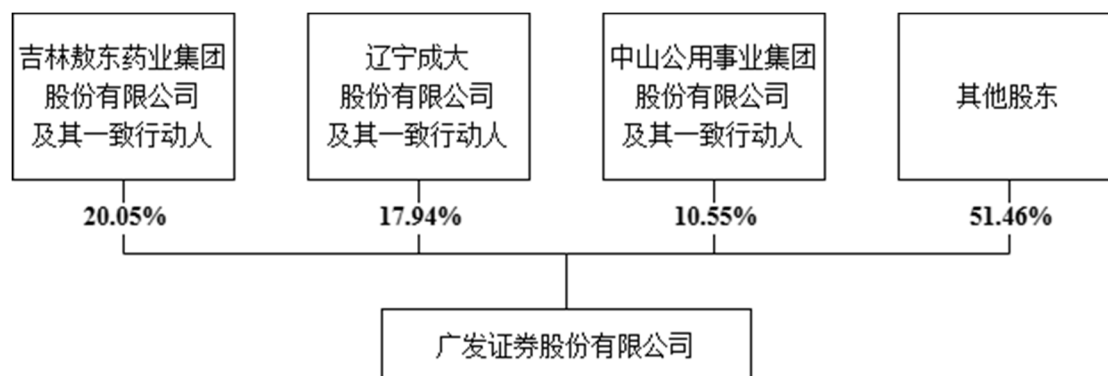 吉林敖东药业集团
股份有限公司
及其一致行动人
辽宁成大
股份有限公司
及其一致行动人
中山公用事业集团
股份有限公司
及其一致行动人
其他股东
20.05%
17.94%
10.55%
51.46%
广发证券股份有限公司